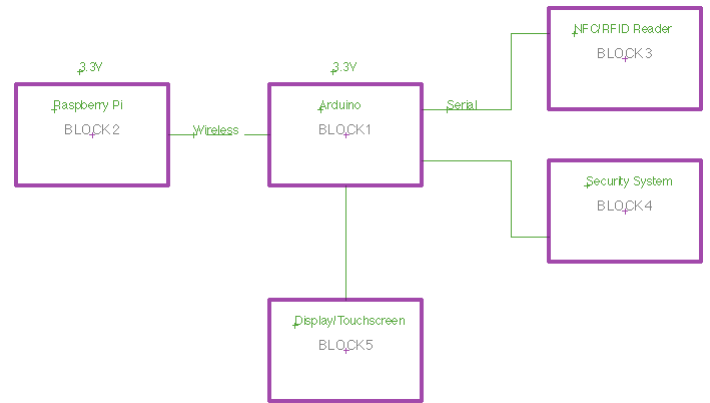 NFC/RFID Reader
BLOCK3
3.3V
3.3V
Raspberry Pi
BLOCK2
Wireless
Arduino
BLOCK1
Serial
Security System
BLOCK4
Display/Touchscreen
BLOCK5